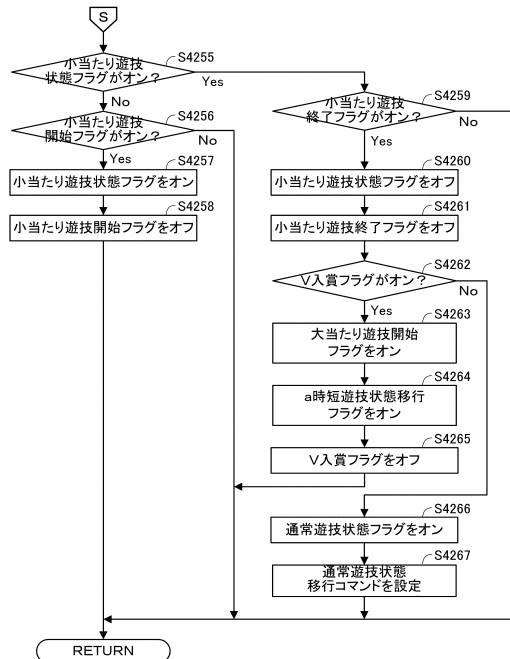 S
小当たり遊技
状態フラグがオン？
S4255
Yes
No
小当たり遊技
開始フラグがオン？
S4256
No
Yes
S4257
小当たり遊技状態フラグをオン
S4258
小当たり遊技開始フラグをオフ
小当たり遊技
終了フラグがオン？
S4259
No
Yes
S4260
小当たり遊技状態フラグをオフ
S4261
小当たり遊技終了フラグをオフ
S4262
V入賞フラグがオン？
No
Yes
S4263
大当たり遊技開始
フラグをオン
S4264
a時短遊技状態移行
フラグをオン
S4265
V入賞フラグをオフ
S4266
通常遊技状態フラグをオン
S4267
通常遊技状態
移行コマンドを設定
RETURN